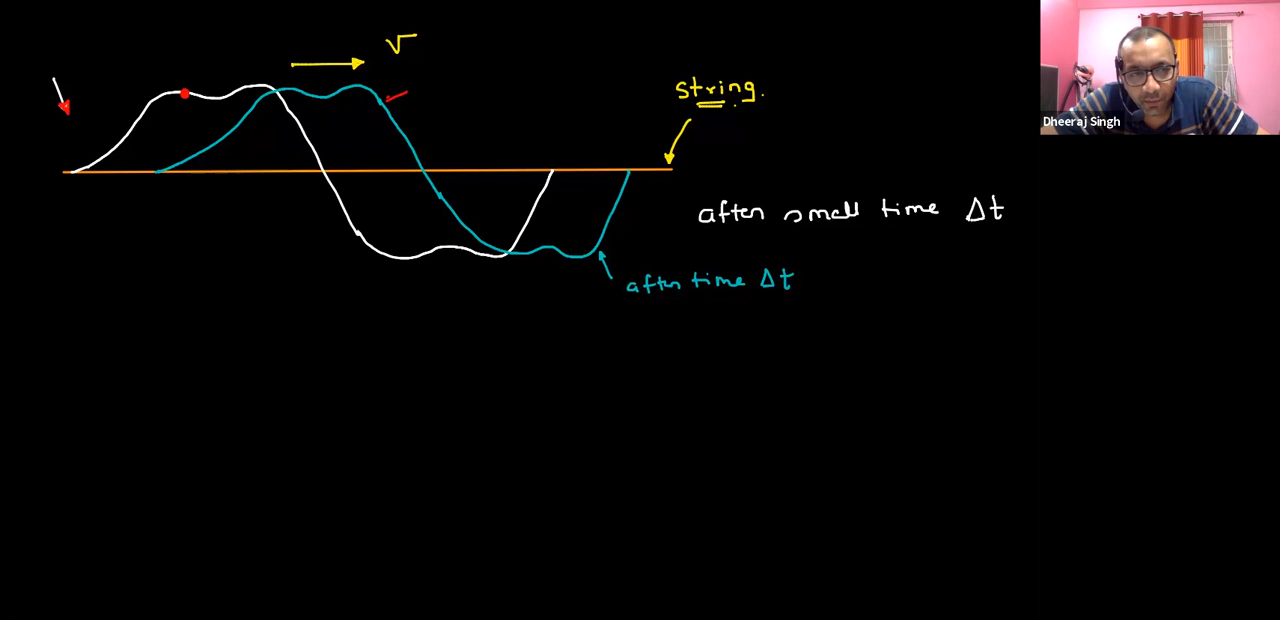 V
string.
Dheeraj Singh
after small time Δt
after time Δt